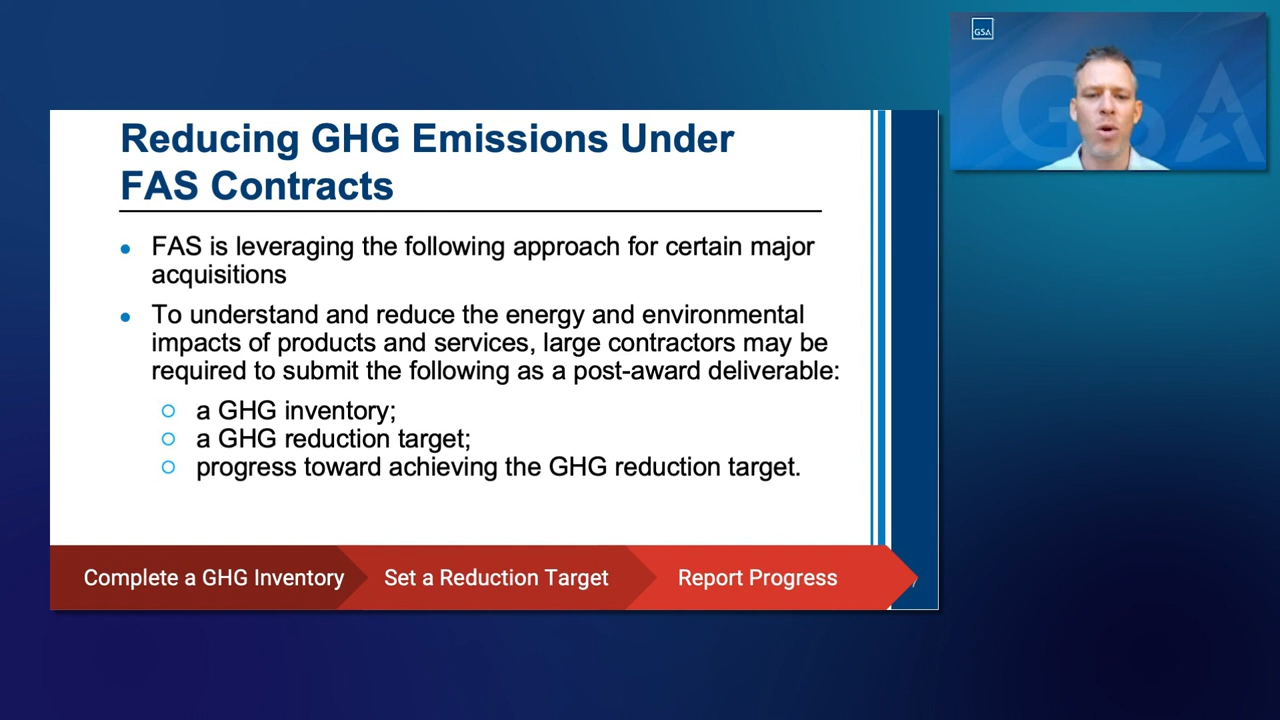 Reducing GHG Emissions Under
FAS Contracts
• FAS is leveraging the following approach for certain major
acquisitions
• To understand and reduce the energy and environmental
impacts of products and services, large contractors may be
required to submit the following as a post-award deliverable:
○ a GHG inventory;
○ a GHG reduction target;
○ progress toward achieving the GHG reduction target.
Complete a GHG Inventory
Set a Reduction Target
Report Progress
GSA
GSA